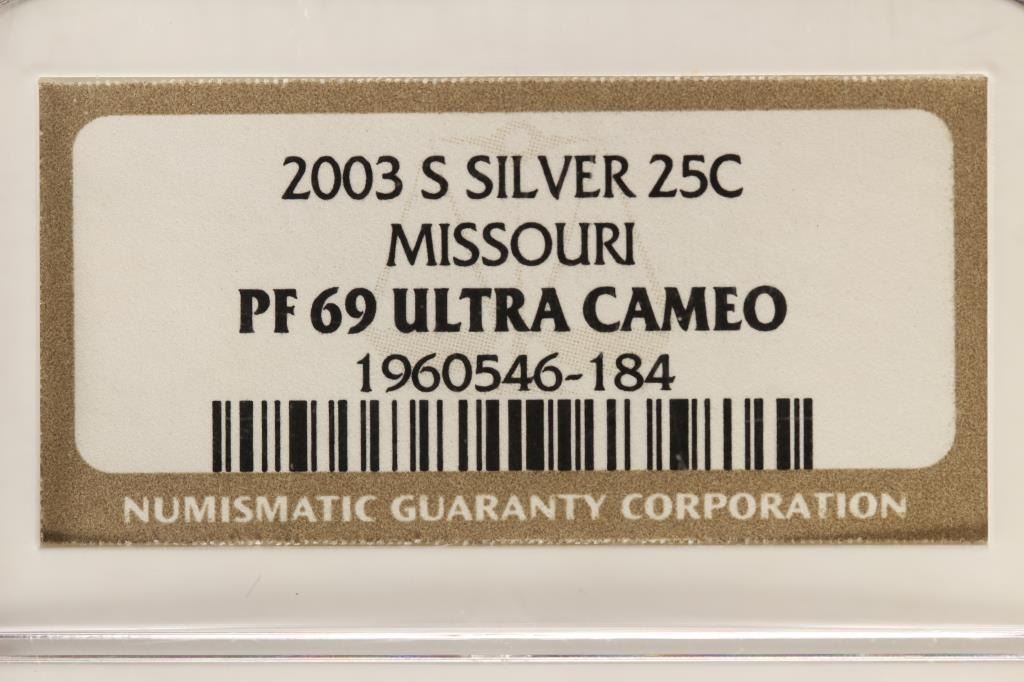 2003 S SILVER 25C
MISSOURI
PF 69 ULTRA CAMEO
1960546-184
NUMISMATIC GUARANTY CORPORATION